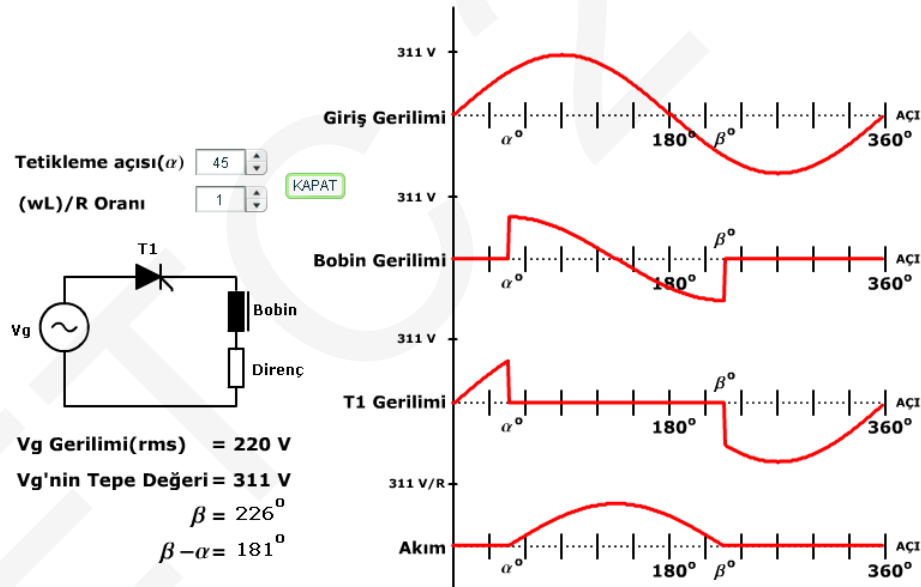 Tetikleme açısı(α) 45
(wL)/R Oranı 1
KAPAT
T1
Vg
Bobin
Direnç
Vg Gerilimi(rms) = 220 V
Vg'nin Tepe Değeri = 311 V
β = 226°
β−α = 181°
311 V
Giriş Gerilimi
α° 180° β° 360°
AÇI
311 V
Bobin Gerilimi
β°
α° 180° 360°
AÇI
311 V
T1 Gerilimi
β°
α° 180° 360°
AÇI
311 V/R
Akım
α° 180° β° 360°
AÇI